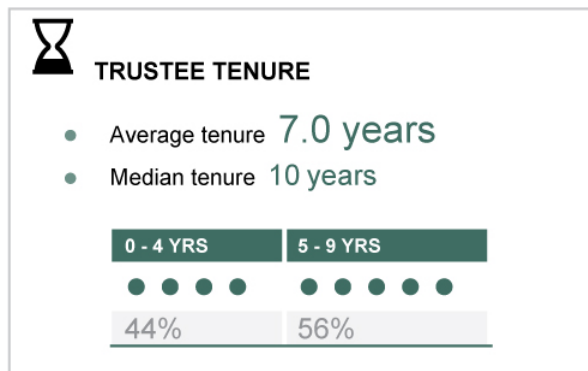 TRUSTEE TENURE
Average tenure 7.0 years
Median tenure 10 years
0 - 4 YRS 5 - 9 YRS
44% 56%